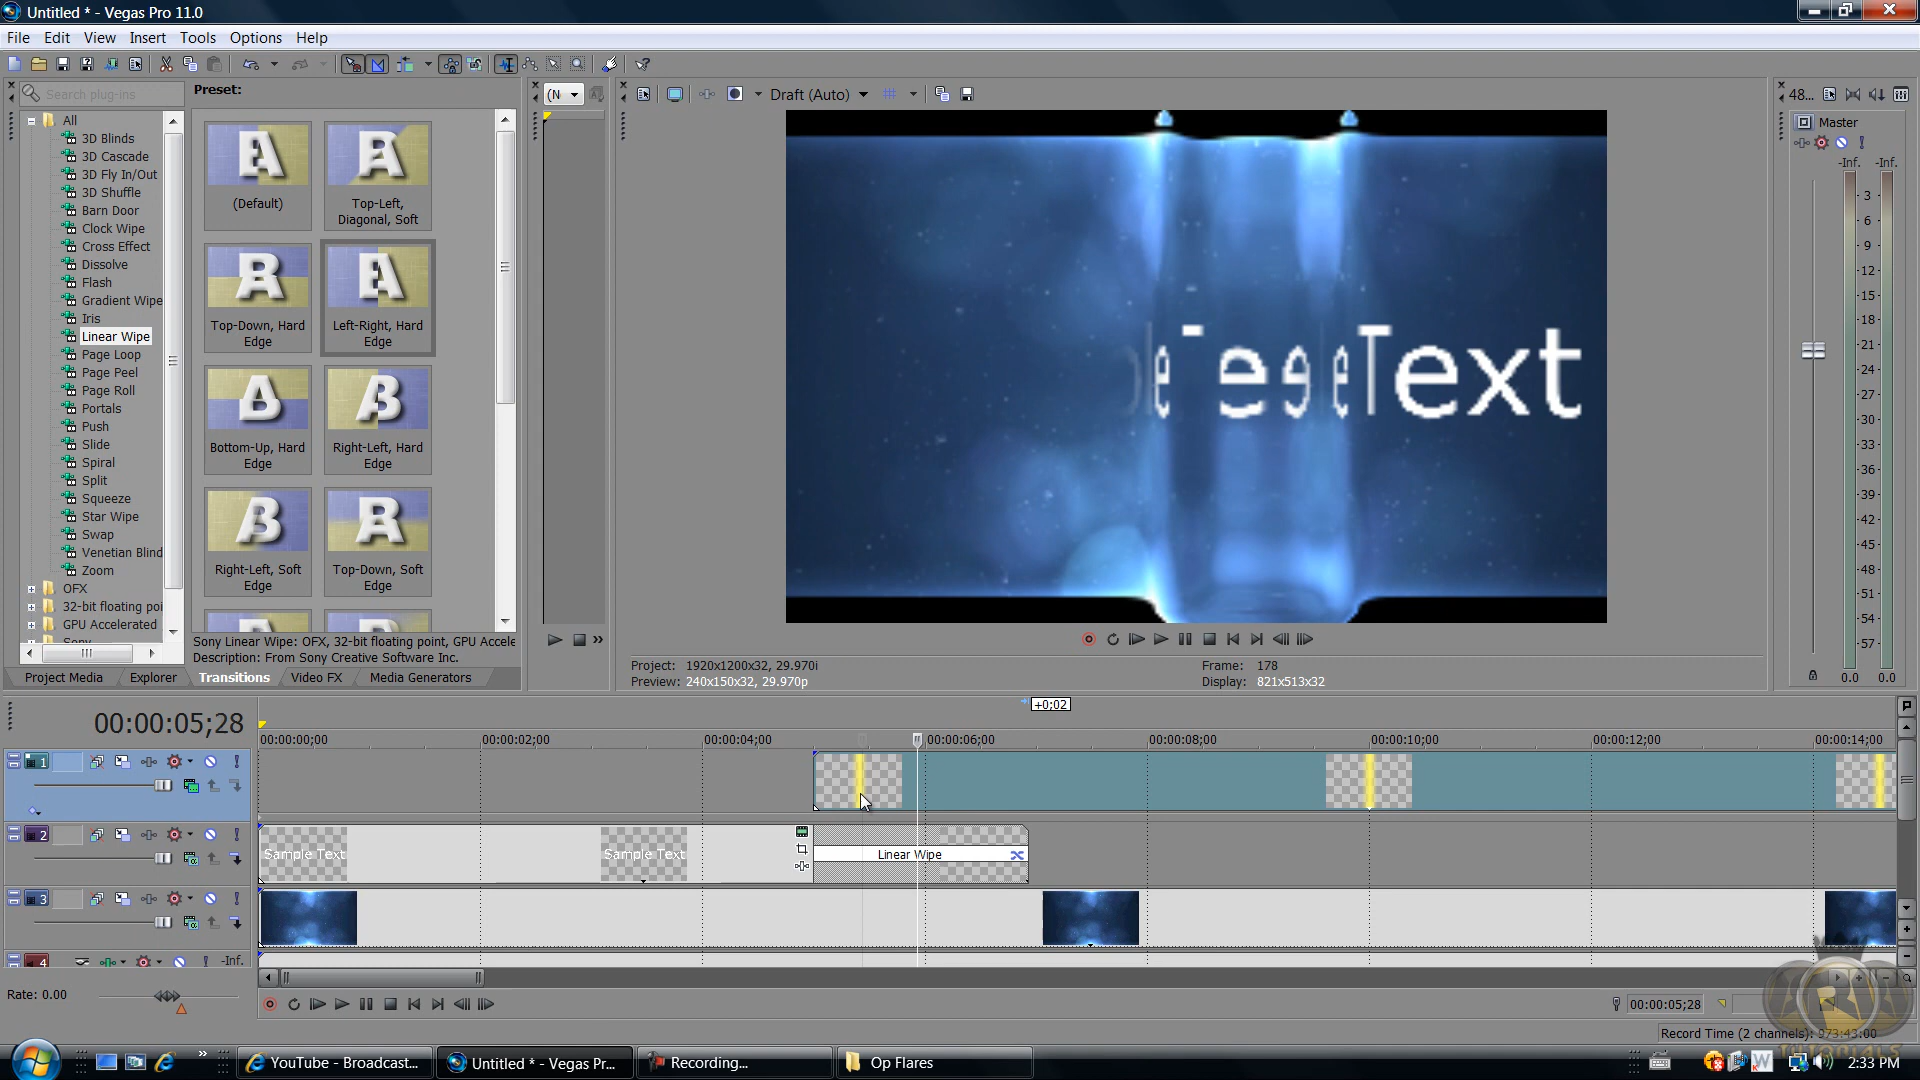 Untitled * - Vegas Pro 11.0
File Edit View Insert Tools Options Help
Search plug-ins
Preset:
All
3D Blinds
3D Cascade
3D Fly In/Out
3D Shuffle
Barn Door
Clock Wipe
Cross Effect
Dissolve
Flash
Gradient Wipe
Iris
Linear Wipe
Page Loop
Page Peel
Page Roll
Portals
Push
Slide
Spiral
Split
Squeeze
Star Wipe
Swap
Venetian Blind
Zoom
OFX
32-bit floating poi
GPU Accelerated
Sony
(Default)
Top-Left, Diagonal, Soft
Top-Down, Hard Edge
Left-Right, Hard Edge
Bottom-Up, Hard Edge
Right-Left, Hard Edge
Right-Left, Soft Edge
Top-Down, Soft Edge
Sony Linear Wipe: OFX, 32-bit floating point, GPU Accele
Description: From Sony Creative Software Inc.
Project Media Explorer Transitions Video FX Media Generators
(N
Draft (Auto)
Text
Project: 1920x1200x32, 29.970i
Preview: 240x150x32, 29.970p
Frame: 178
Display: 821x513x32
48...
Master
-Inf. -Inf.
3
6
9
-12
-15
-18
-21
-24
-27
-30
-33
-36
-39
-42
-45
-48
-51
-54
-57
0.0 0.0
+0;02
00:00:05;28
00:00:00;00 00:00:02;00 00:00:04;00 00:00:06;00 00:00:08;00 00:00:10;00 00:00:12;00 00:00:14;00
1
2
Sample Text Sample Text Linear Wipe
3
4 -Inf.
Rate: 0.00
00:00:05;28
Record Time (2 channels): 973:43:00
TUTORIALS
YouTube - Broadcast... Untitled * - Vegas Pr... Recording... Op Flares
2:33 PM